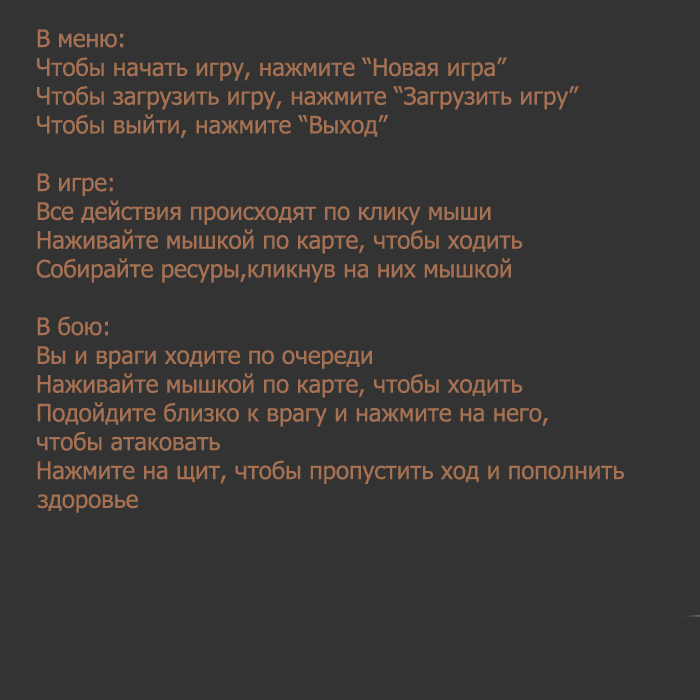 В меню:
Чтобы начать игру, нажмите “Новая игра”
Чтобы загрузить игру, нажмите “Загрузить игру”
Чтобы выйти, нажмите “Выход”
В игре:
Все действия происходят по клику мыши
Наживайте мышкой по карте, чтобы ходить
Собирайте ресуры,кликнув на них мышкой
В бою:
Вы и враги ходите по очереди
Наживайте мышкой по карте, чтобы ходить
Подойдите близко к врагу и нажмите на него,
чтобы атаковать
Нажмите на щит, чтобы пропустить ход и пополнить
здоровье